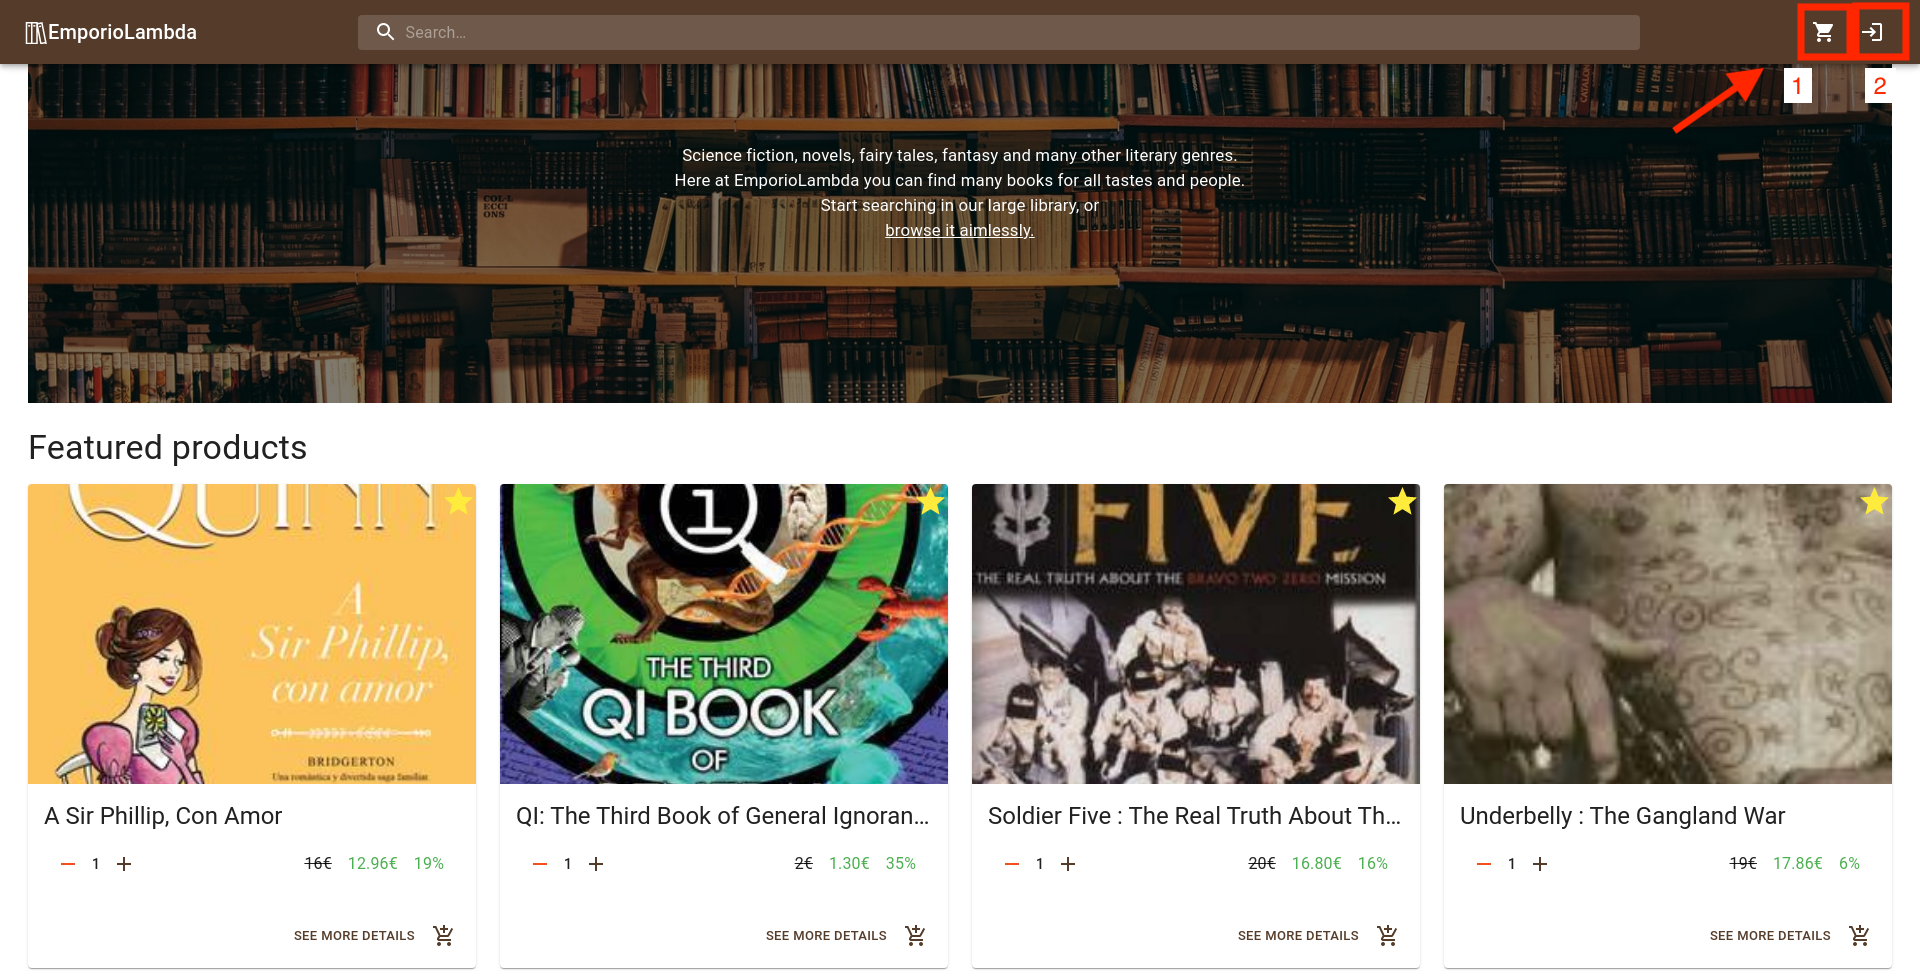 EmporioLambda
Search...
1
2
Science fiction, novels, fairy tales, fantasy and many other literary genres.
Here at EmporioLambda you can find many books for all tastes and people.
Start searching in our large library, or
browse it aimlessly.
COL·L
ECCI
ONS
Featured products
QUINN
A
Sir Phillip,
con amor
BRIDGERTON
Una romántica y divertida saga familiar.
THE THIRD
QI BOOK
OF
FIVE
THE REAL TRUTH ABOUT THE BRAVO TWO ZERO MISSION
A Sir Phillip, Con Amor
1
16€ 12.96€ 19%
SEE MORE DETAILS
QI: The Third Book of General Ignoran...
1
2€ 1.30€ 35%
SEE MORE DETAILS
Soldier Five : The Real Truth About Th...
1
20€ 16.80€ 16%
SEE MORE DETAILS
Underbelly : The Gangland War
1
19€ 17.86€ 6%
SEE MORE DETAILS